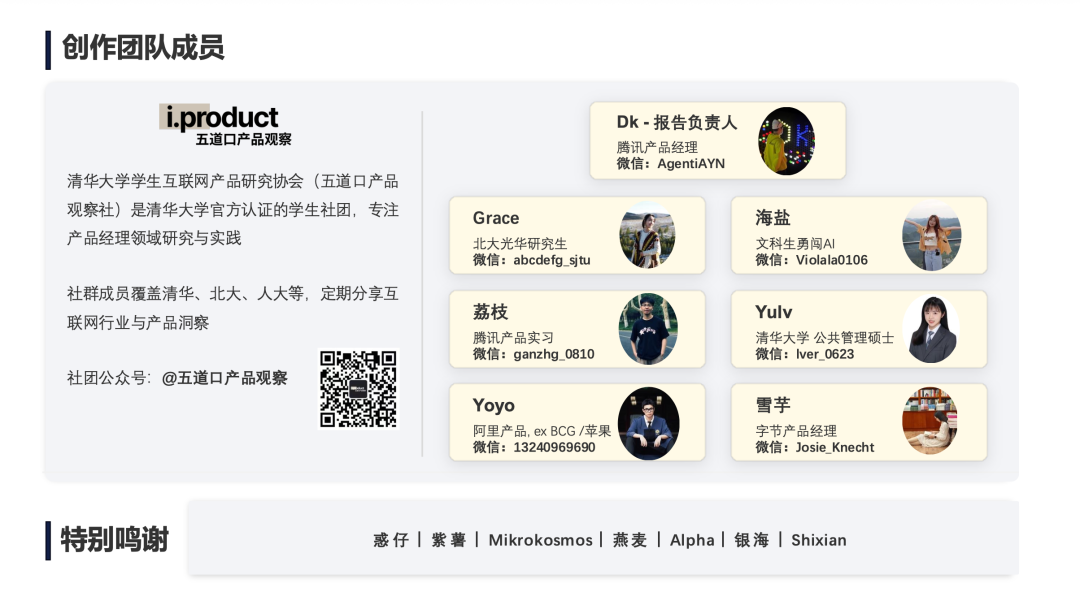 创作团队成员
i.product
五道口产品观察
清华大学学生互联网产品研究协会（五道口产品
观察社）是清华大学官方认证的学生社团，专注
产品经理领域研究与实践
社群成员覆盖清华、北大、人大等，定期分享互
联网行业与产品洞察
社团公众号：@五道口产品观察
Dk - 报告负责人
腾讯产品经理
微信：AgentiAYN
Grace
北大光华研究生
微信：abcdefg_sjtu
海盐
文科生勇闯AI
微信：Violala0106
荔枝
腾讯产品实习
微信：ganzhg_0810
Yulv
清华大学 公共管理硕士
微信：lver_0623
Yoyo
阿里产品, ex BCG /苹果
微信：13240969690
雪芋
字节产品经理
微信：Josie_Knecht
特别鸣谢
惑仔｜紫薯｜Mikrokosmos｜燕麦｜Alpha｜银海｜Shixian